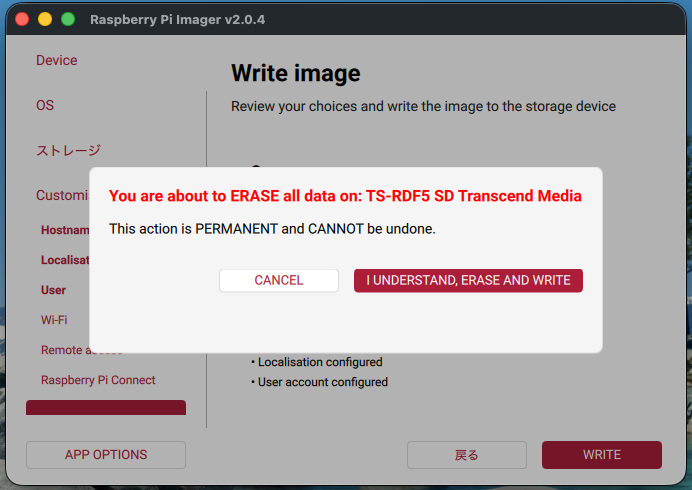 Raspberry Pi Imager v2.0.4
Device
OS
ストレージ
Customi
Hostnam
Localisat
User
Wi-Fi
Remote access
Raspberry Pi Connect
APP OPTIONS
Write image
Review your choices and write the image to the storage device
You are about to ERASE all data on: TS-RDF5 SD Transcend Media
This action is PERMANENT and CANNOT be undone.
CANCEL
I UNDERSTAND, ERASE AND WRITE
• Localisation configured
• User account configured
戻る
WRITE